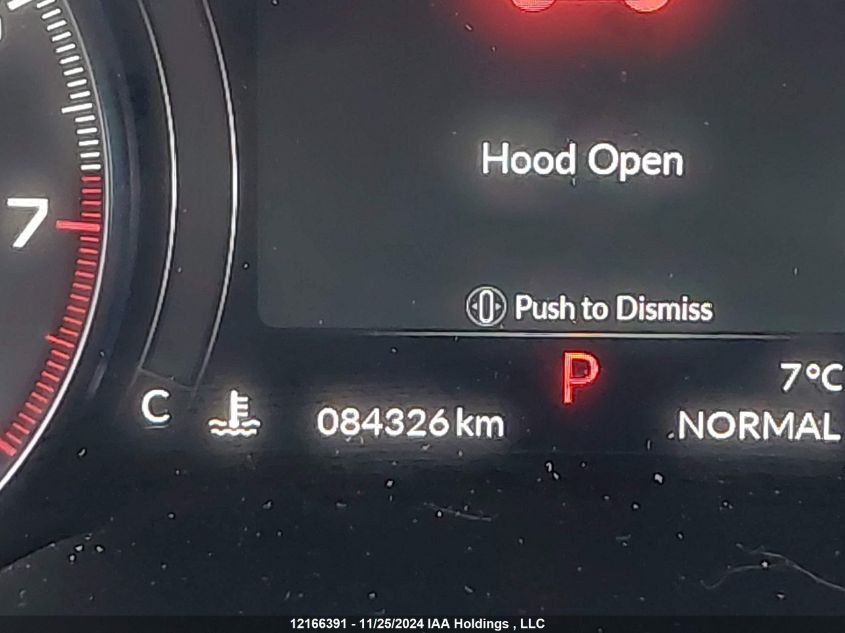 Hood Open
7
Push to Dismiss
P
7°C
C
084326 km
NORMAL
12166391 - 11/25/2024 IAA Holdings , LLC